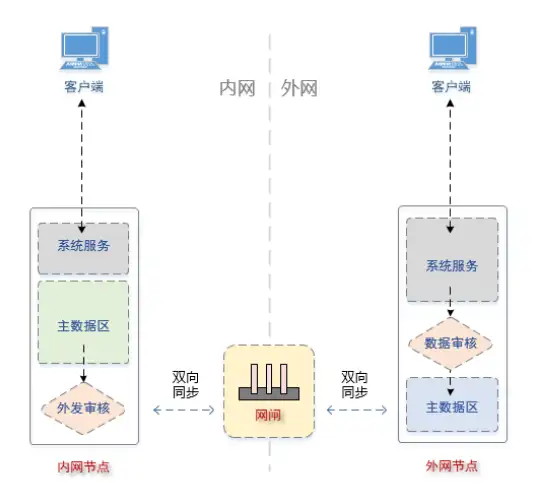 客户端
内网
外网
客户端
系统服务
主数据区
外发审核
内网节点
双向
同步
网闸
双向
同步
系统服务
数据审核
主数据区
外网节点